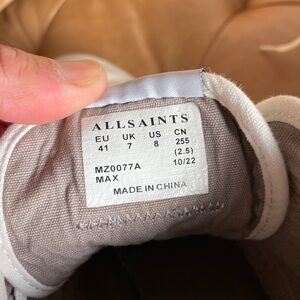 ALLSAINTS
EU UK US CN
41 7 8 255
(2.5)
MZ0077A 10/22
MAX
MADE IN CHINA